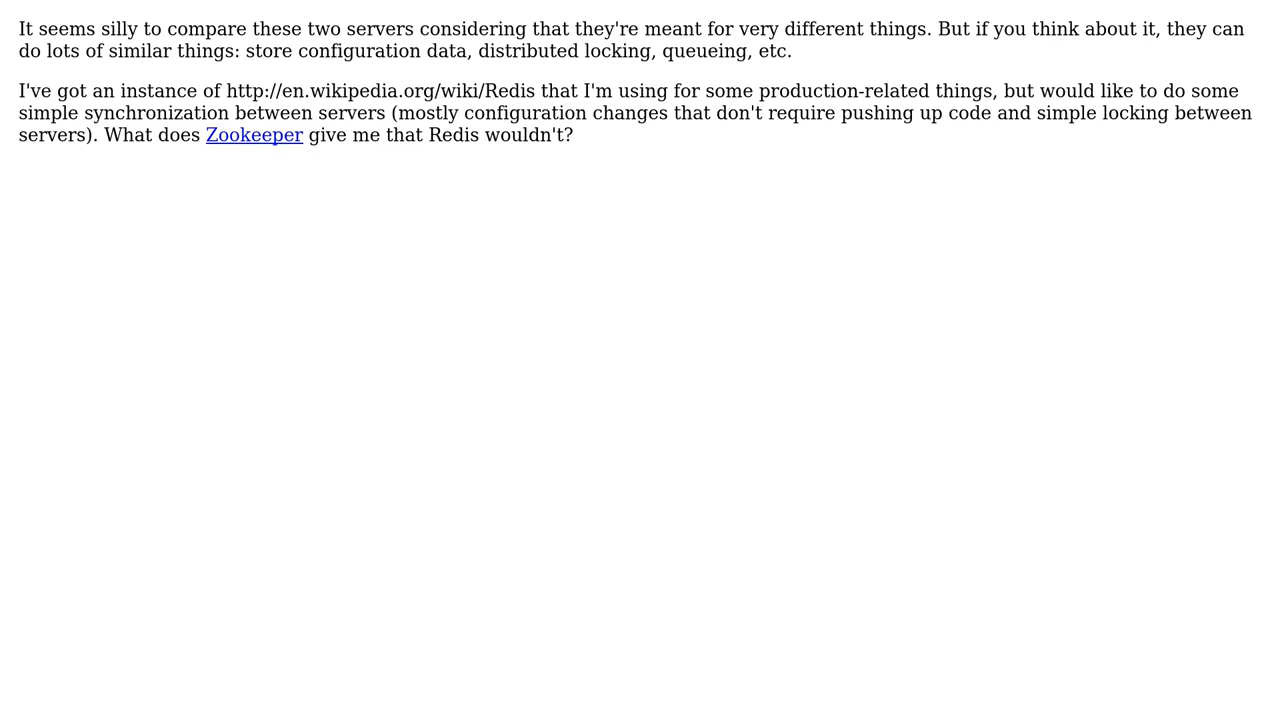 It seems silly to compare these two servers considering that they're meant for very different things. But if you think about it, they can
do lots of similar things: store configuration data, distributed locking, queueing, etc.
I've got an instance of http://en.wikipedia.org/wiki/Redis that I'm using for some production-related things, but would like to do some
simple synchronization between servers (mostly configuration changes that don't require pushing up code and simple locking between
servers). What does Zookeeper give me that Redis wouldn't?